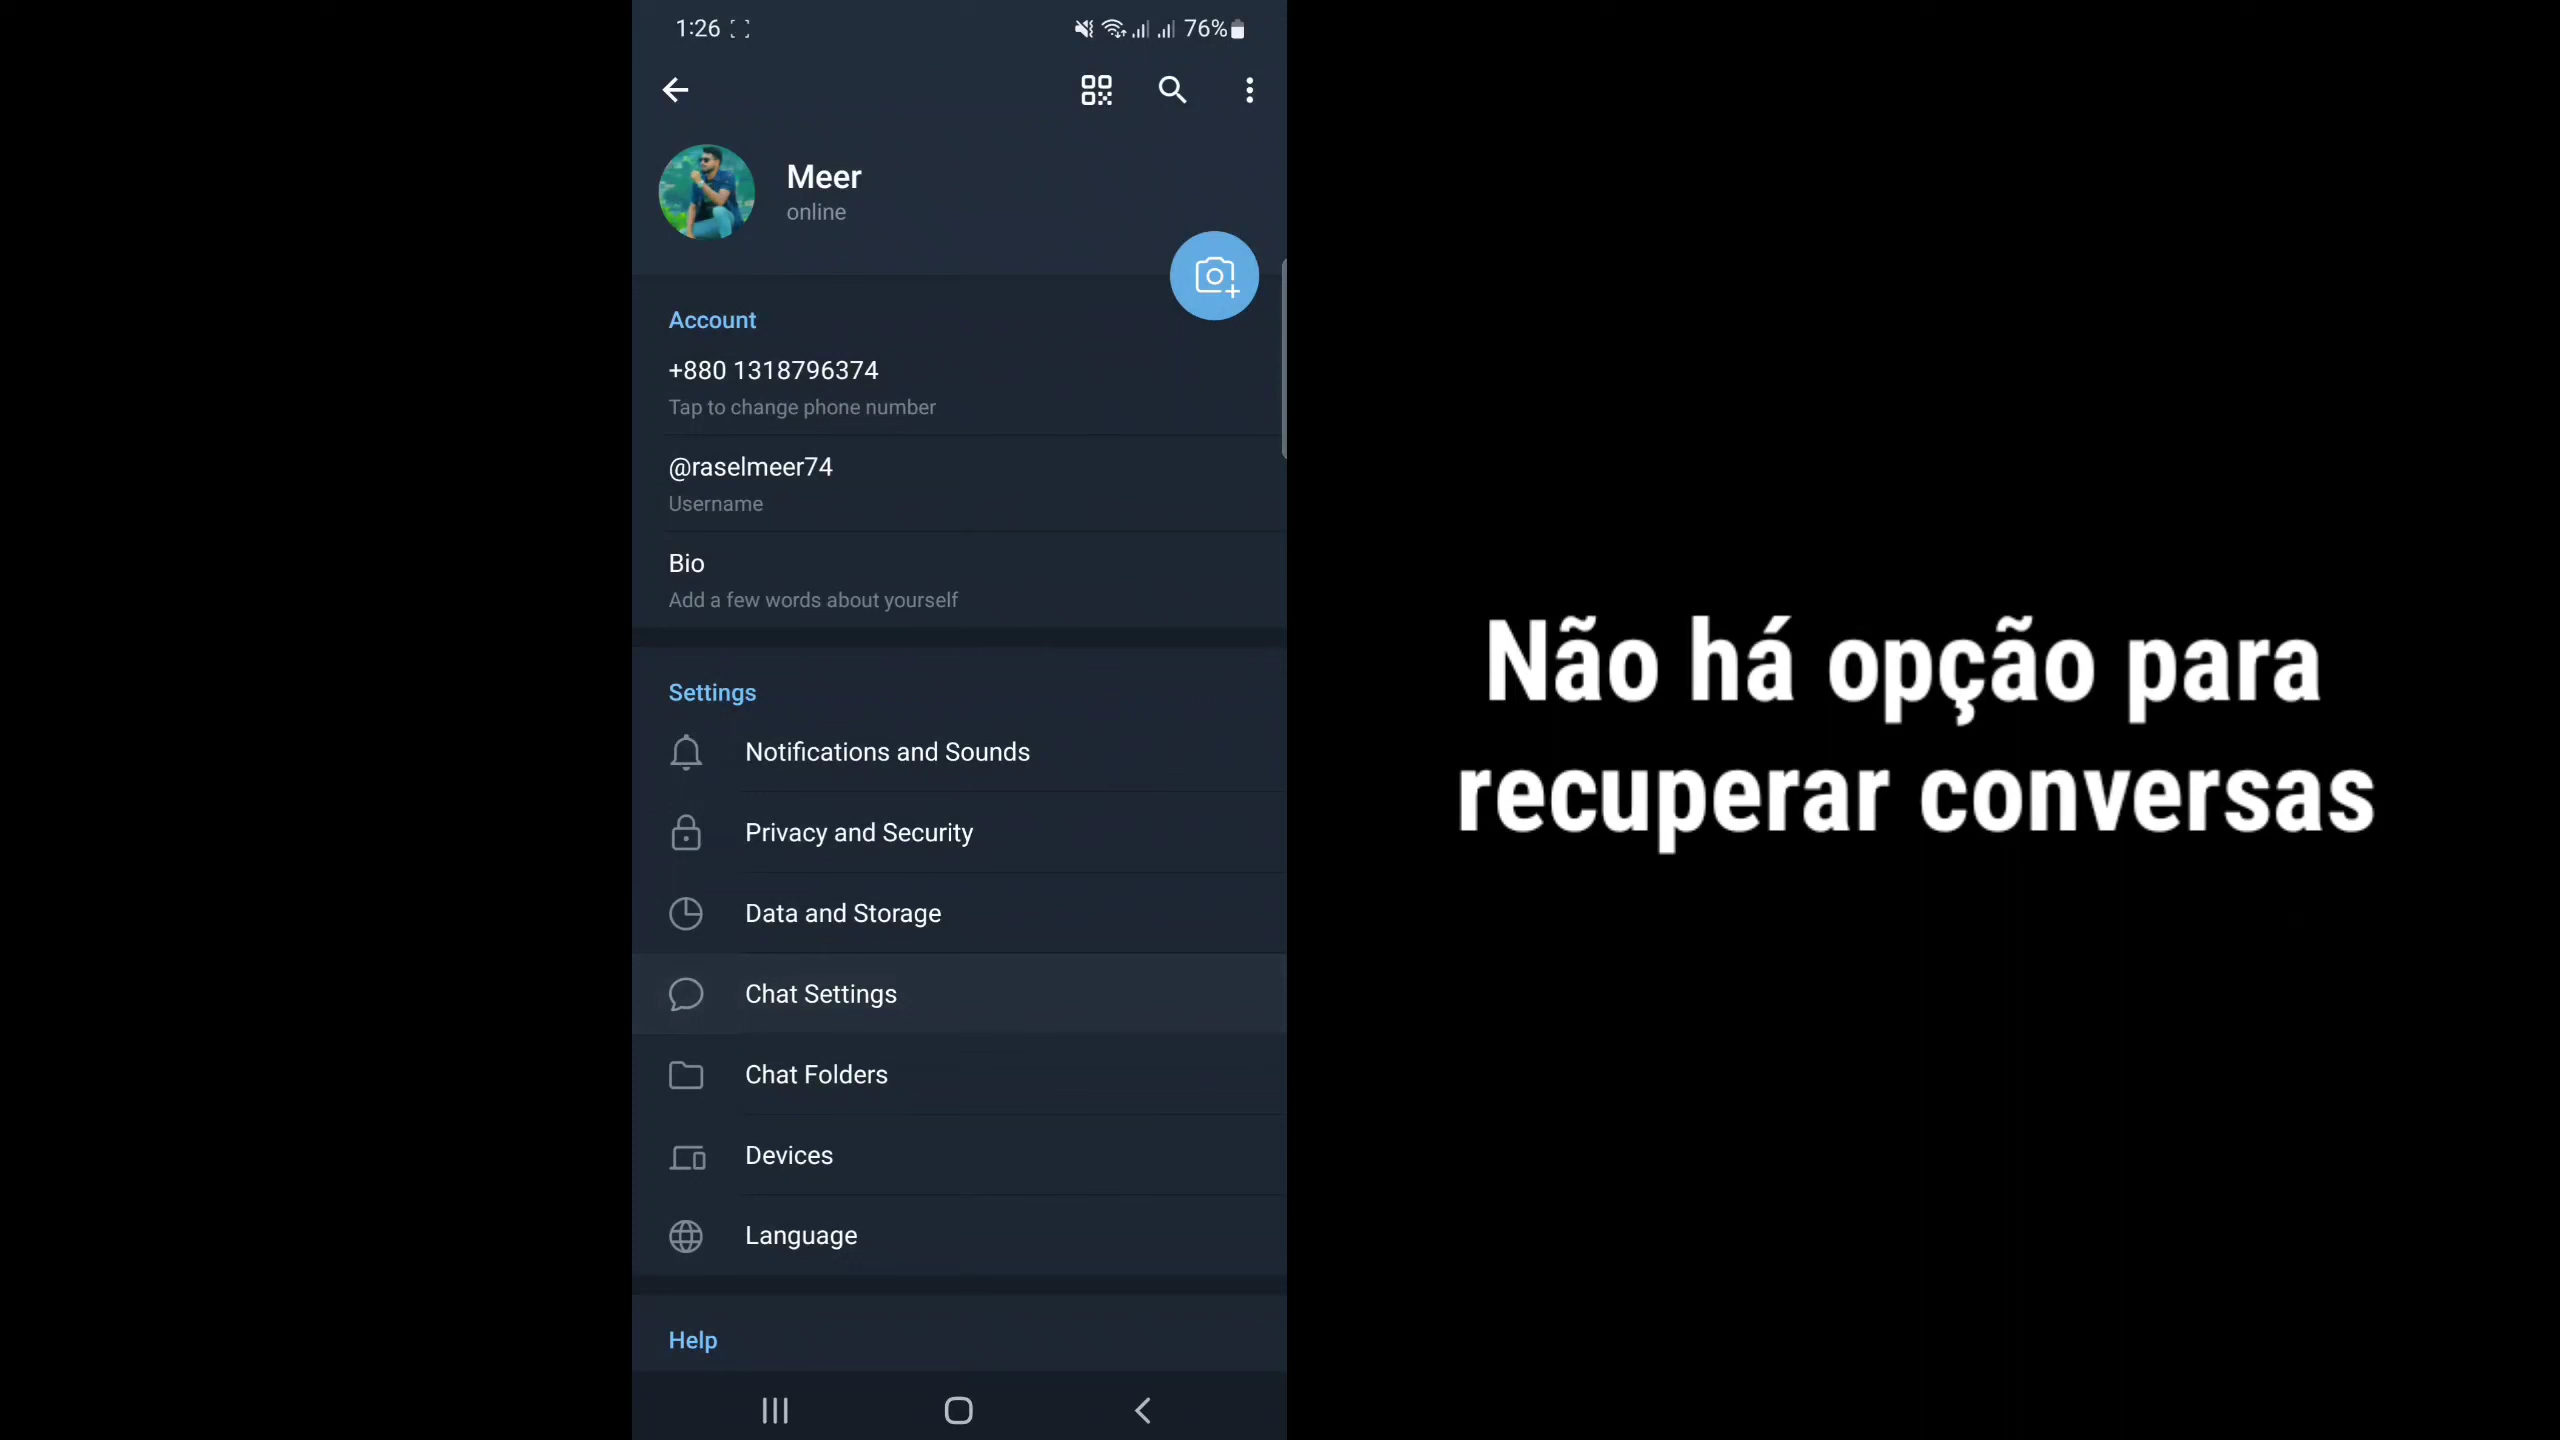 1:26
76%
Meer
online
Account
+880 1318796374
Tap to change phone number
@raselmeer74
Username
Bio
Add a few words about yourself
Settings
Notifications and Sounds
Privacy and Security
Data and Storage
Chat Settings
Chat Folders
Devices
Language
Help
Não há opção para
recuperar conversas